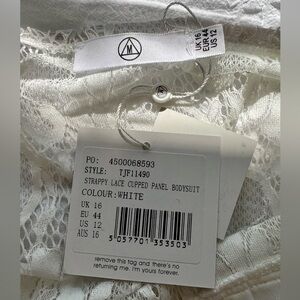 M
UK 16
EUR 44
US 12
PO: 4500068593
STYLE: TJF11490
STRAPPY LACE CUPPED PANEL BODYSUIT
COLOUR: WHITE
UK 16
EU 44
US 12
AUS 16
5 057701 353503
remove this tag and there's no
returning me. i'm yours forever.